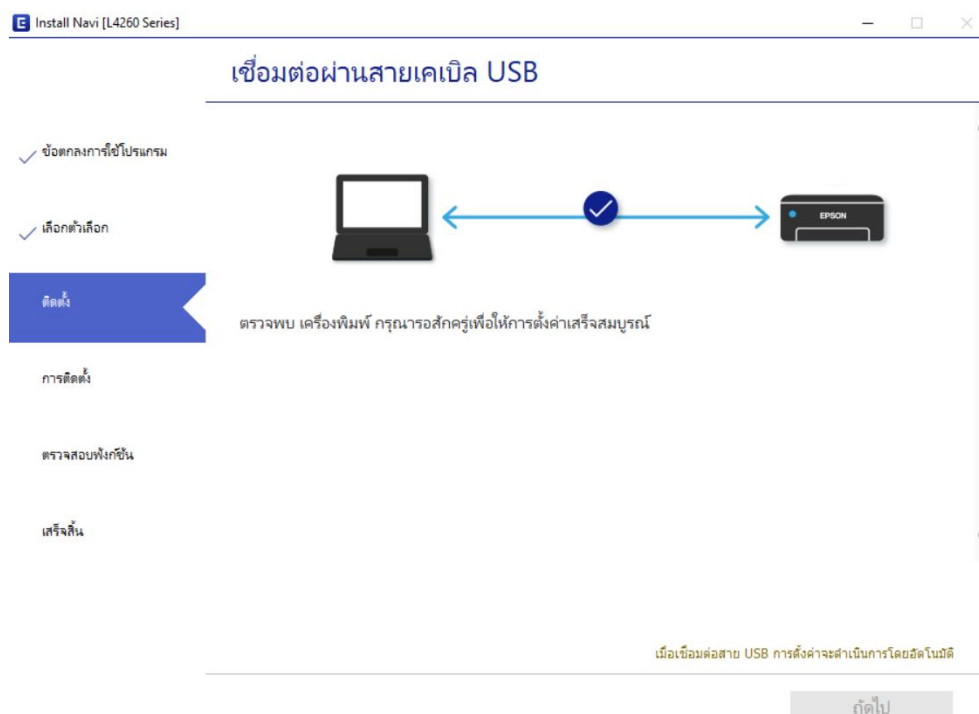 Install Navi [L4260 Series]
เชื่อมต่อผ่านสายเคเบิล USB
ข้อตกลงการใช้โปรแกรม
เลือกตัวเลือก
ติดตั้ง
การติดตั้ง
ตรวจสอบฟังก์ชั่น
เสร็จสิ้น
EPSON
ตรวจพบ เครื่องพิมพ์ กรุณารอสักครู่เพื่อให้การตั้งค่าเสร็จสมบูรณ์
เมื่อเชื่อมต่อสาย USB การตั้งค่าจะดำเนินการโดยอัตโนมัติ
ถัดไป